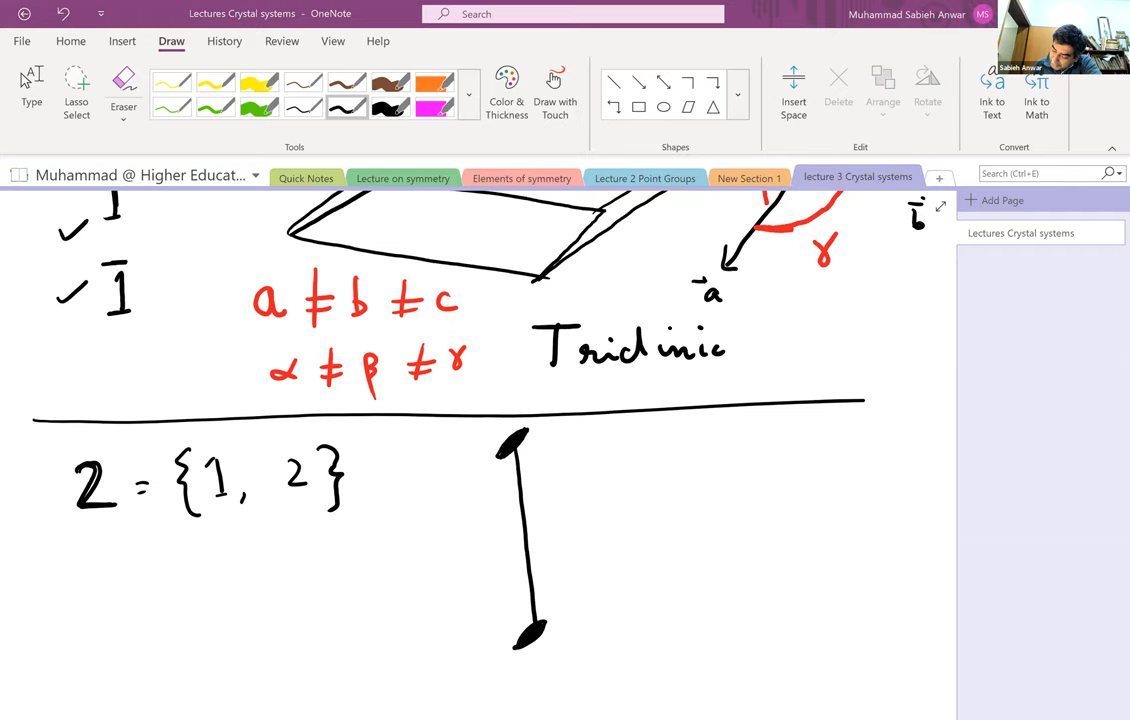 Lectures Crystal systems - OneNote
Search
Muhammad Sabieh Anwar
MS
Sabieh Anwar
File Home Insert Draw History Review View Help
Type
Lasso Select
Eraser
Color & Thickness
Draw with Touch
Insert Space
Delete
Arrange
Rotate
Ink to Text
Ink to Math
Tools
Shapes
Edit
Convert
Muhammad @ Higher Educat...
Quick Notes
Lecture on symmetry
Elements of symmetry
Lecture 2 Point Groups
New Section 1
lecture 3 Crystal systems
Search (Ctrl+E)
Add Page
Lectures Crystal systems
✓ 1
✓ 1̅
a ≠ b ≠ c
α ≠ β ≠ γ
Triclinic
γ
a⃗
b⃗
2 = {1, 2}